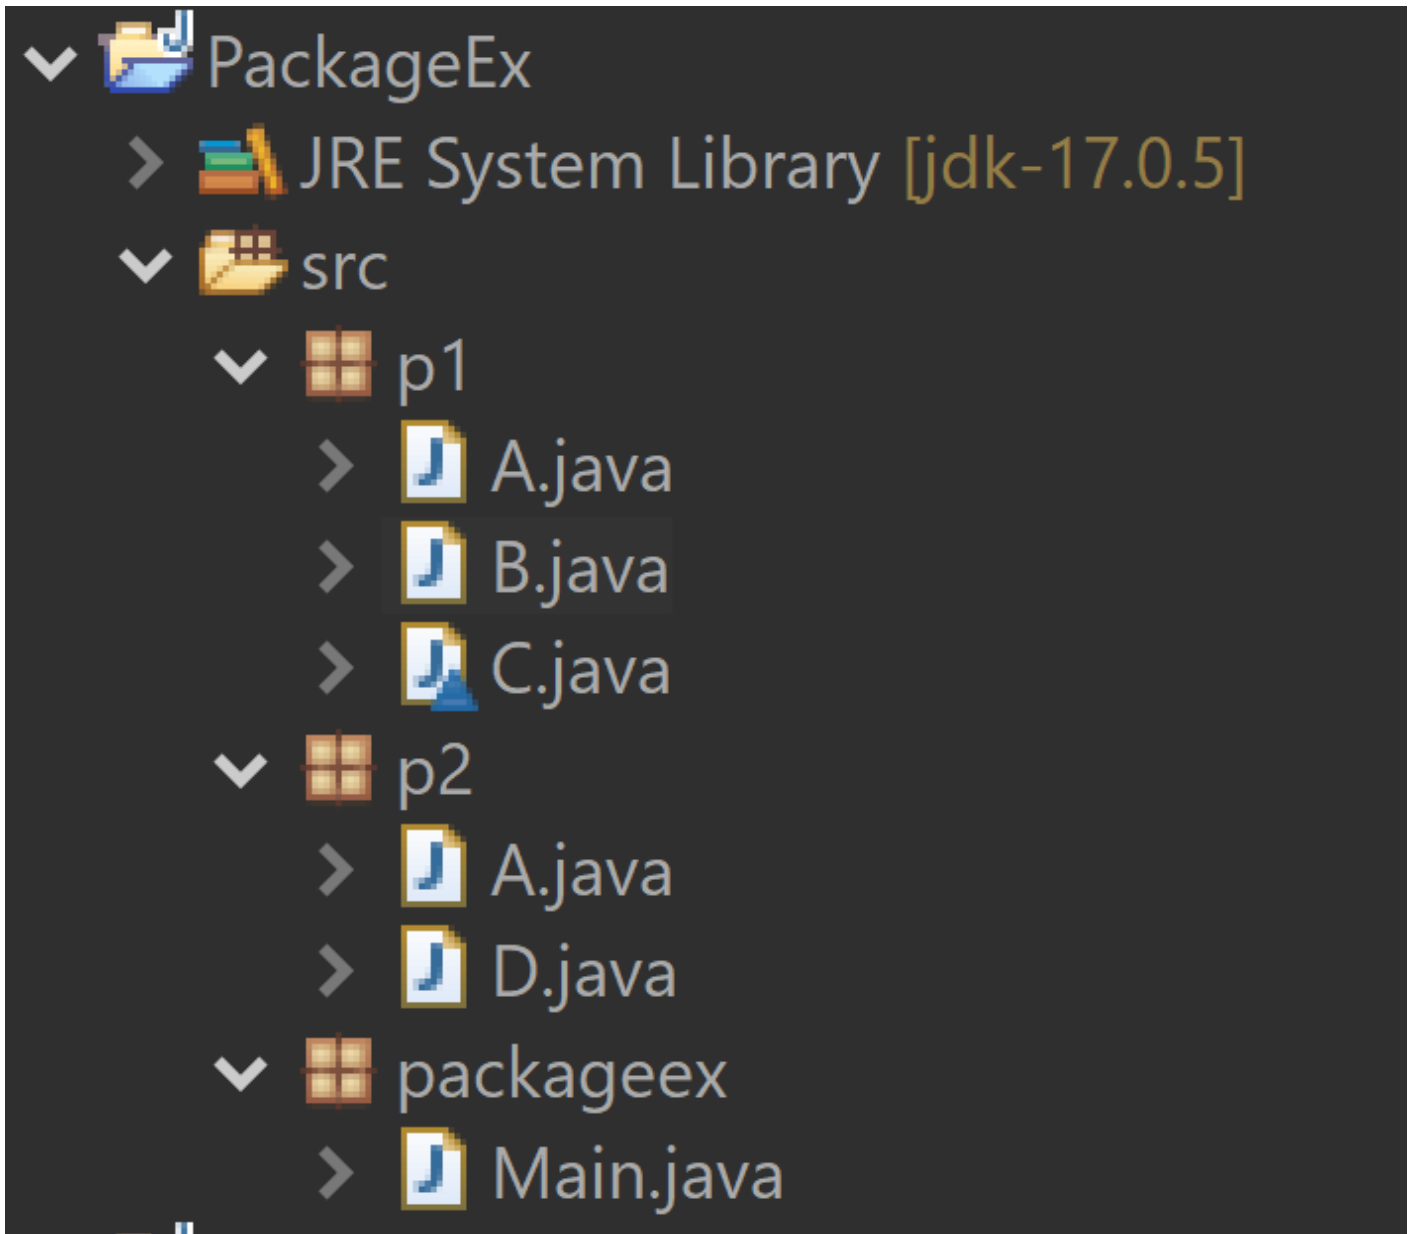 PackageEx
JRE System Library [jdk-17.0.5]
src
p1
A.java
B.java
C.java
p2
A.java
D.java
packageex
Main.java